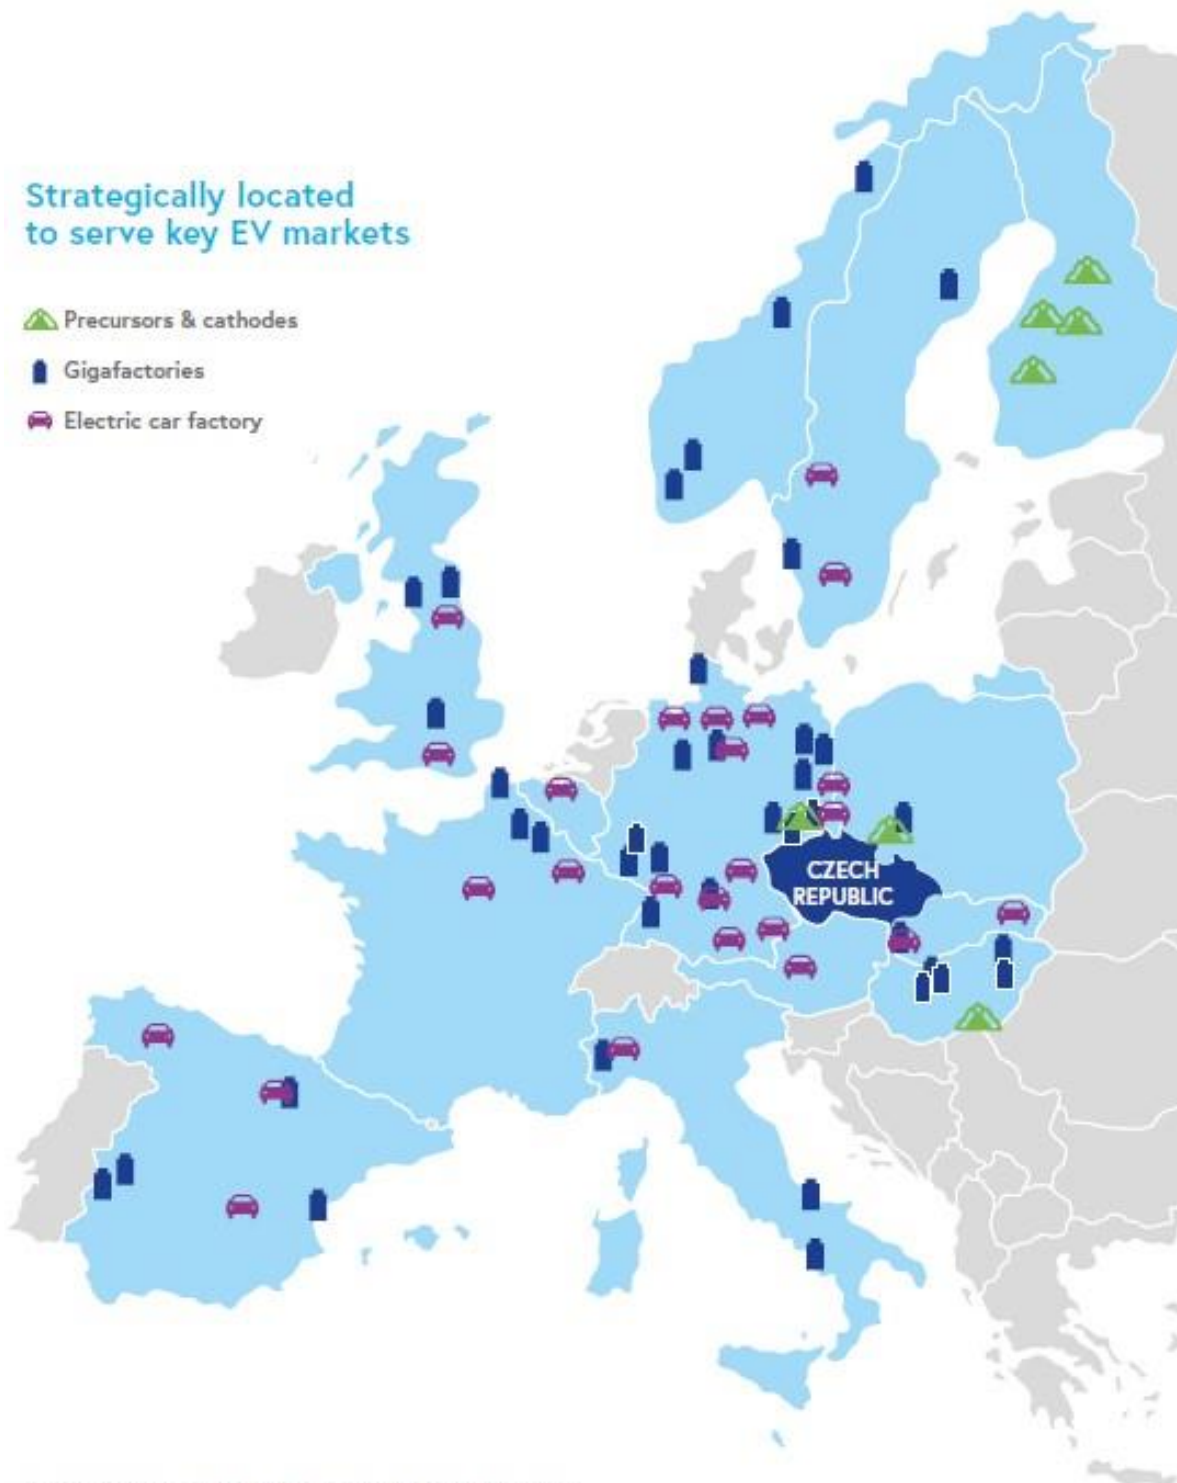 Strategically located
to serve key EV markets
Precursors & cathodes
Gigafactories
Electric car factory
CZECH
REPUBLIC